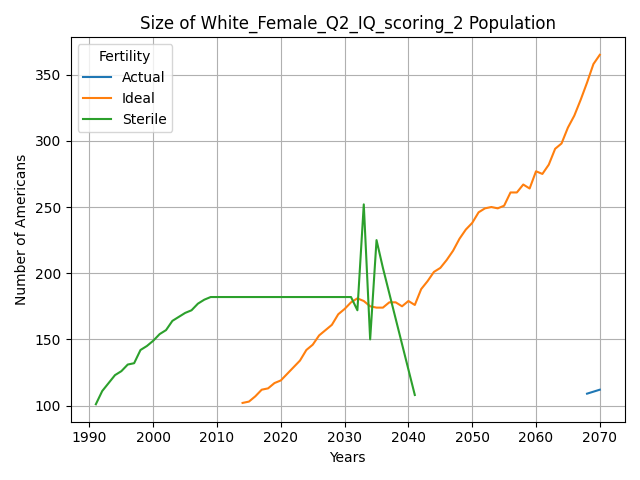 Size of White_Female_Q2_IQ_scoring_2 Population
Fertility
Actual
Ideal
Sterile
Number of Americans
350
300
250
200
150
100
1990 2000 2010 2020 2030 2040 2050 2060 2070
Years